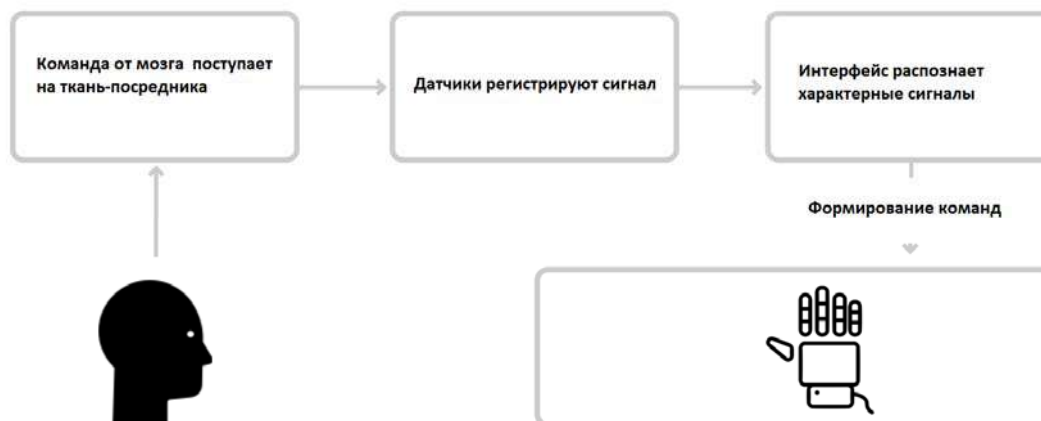 Команда от мозга  поступает
на ткань-посредника
Датчики регистрируют сигнал
Интерфейс распознает
характерные сигналы
Формирование команд